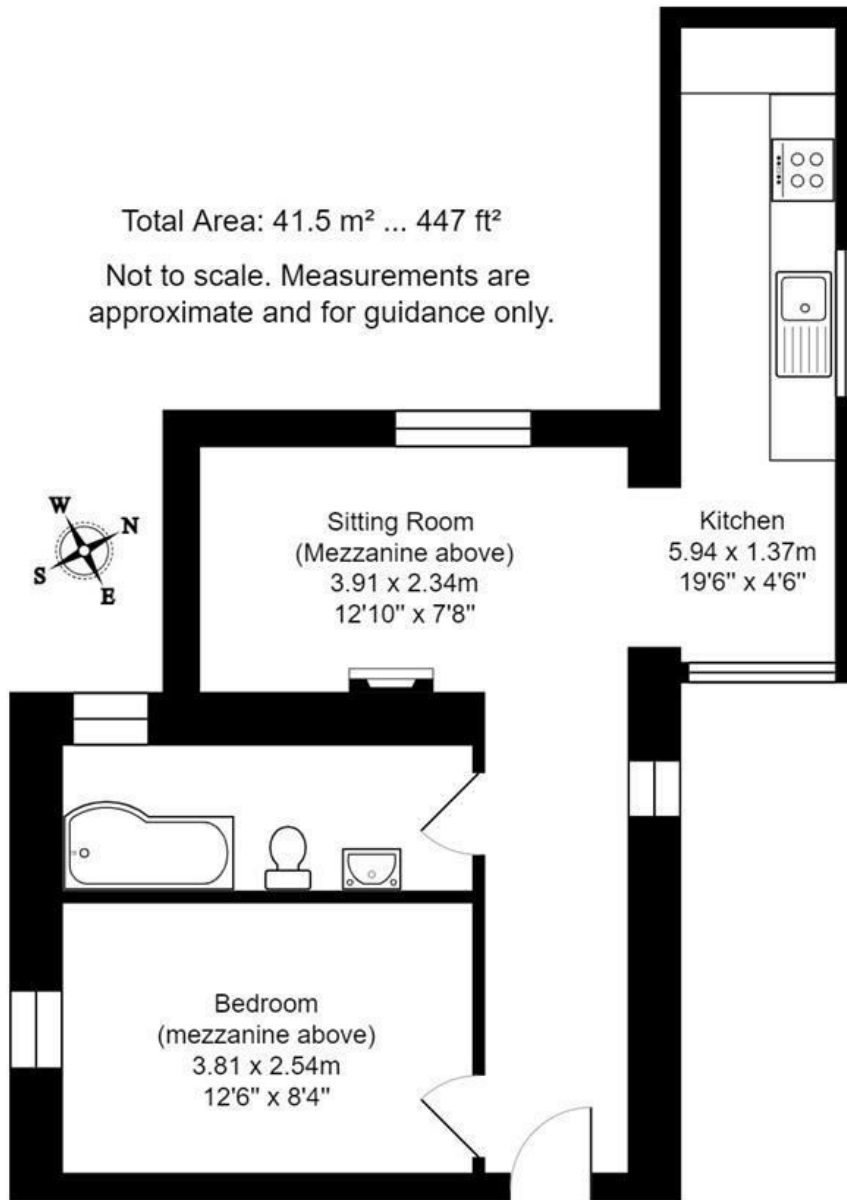 Total Area: 41.5 m² ... 447 ft²
Not to scale. Measurements are
approximate and for guidance only.
W
N
S
E
Sitting Room
(Mezzanine above)
3.91 x 2.34m
12'10" x 7'8"
Kitchen
5.94 x 1.37m
19'6" x 4'6"
Bedroom
(mezzanine above)
3.81 x 2.54m
12'6" x 8'4"